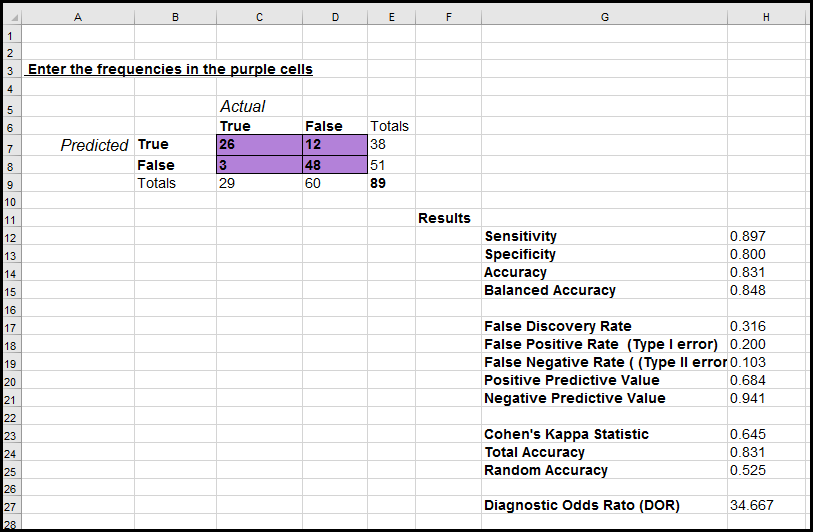 A B C D E F G H
1
2
3 Enter the frequencies in the purple cells
4
5 Actual
6 True False Totals
7 Predicted True 26 12 38
8 False 3 48 51
9 Totals 29 60 89
10
11 Results
12 Sensitivity 0.897
13 Specificity 0.800
14 Accuracy 0.831
15 Balanced Accuracy 0.848
16
17 False Discovery Rate 0.316
18 False Positive Rate (Type I error) 0.200
19 False Negative Rate ( (Type II error 0.103
20 Positive Predictive Value 0.684
21 Negative Predictive Value 0.941
22
23 Cohen's Kappa Statistic 0.645
24 Total Accuracy 0.831
25 Random Accuracy 0.525
26
27 Diagnostic Odds Rato (DOR) 34.667
28